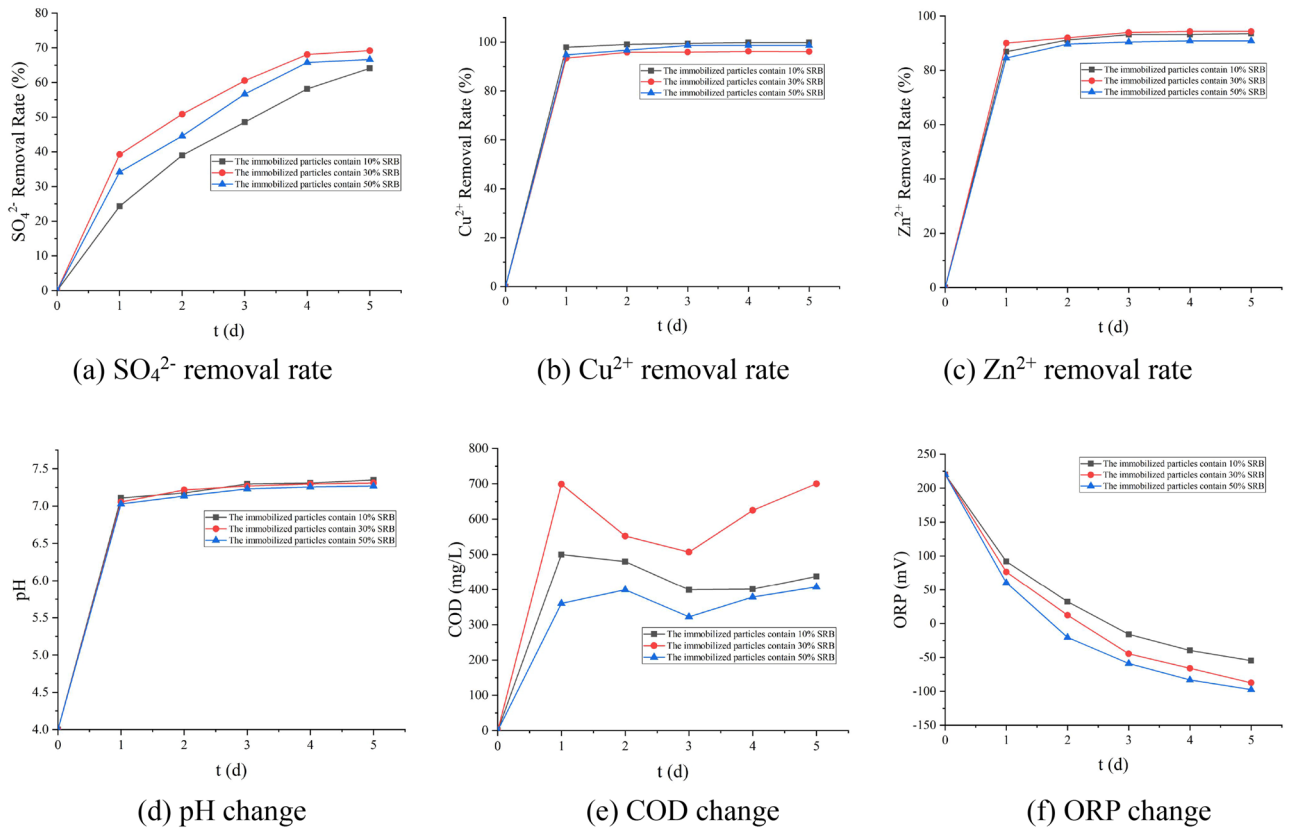 SO₄²⁻ Removal Rate (%)
80
70
60
50
40
30
20
10
0
The immobilized particles contain 10% SRB
The immobilized particles contain 30% SRB
The immobilized particles contain 50% SRB
0 1 2 3 4 5
t (d)
(a) SO₄²⁻ removal rate
Cu²⁺ Removal Rate (%)
100
80
60
40
20
0
The immobilized particles contain 10% SRB
The immobilized particles contain 30% SRB
The immobilized particles contain 50% SRB
0 1 2 3 4 5
t (d)
(b) Cu²⁺ removal rate
Zn²⁺ Removal Rate (%)
100
80
60
40
20
0
The immobilized particles contain 10% SRB
The immobilized particles contain 30% SRB
The immobilized particles contain 50% SRB
0 1 2 3 4 5
t (d)
(c) Zn²⁺ removal rate
pH
7.5
7.0
6.5
6.0
5.5
5.0
4.5
4.0
The immobilized particles contain 10% SRB
The immobilized particles contain 30% SRB
The immobilized particles contain 50% SRB
0 1 2 3 4 5
t (d)
(d) pH change
COD (mg/L)
800
700
600
500
400
300
200
100
0
The immobilized particles contain 10% SRB
The immobilized particles contain 30% SRB
The immobilized particles contain 50% SRB
0 1 2 3 4 5
t (d)
(e) COD change
ORP (mV)
250
200
150
100
50
0
-50
-100
-150
The immobilized particles contain 10% SRB
The immobilized particles contain 30% SRB
The immobilized particles contain 50% SRB
0 1 2 3 4 5
t (d)
(f) ORP change